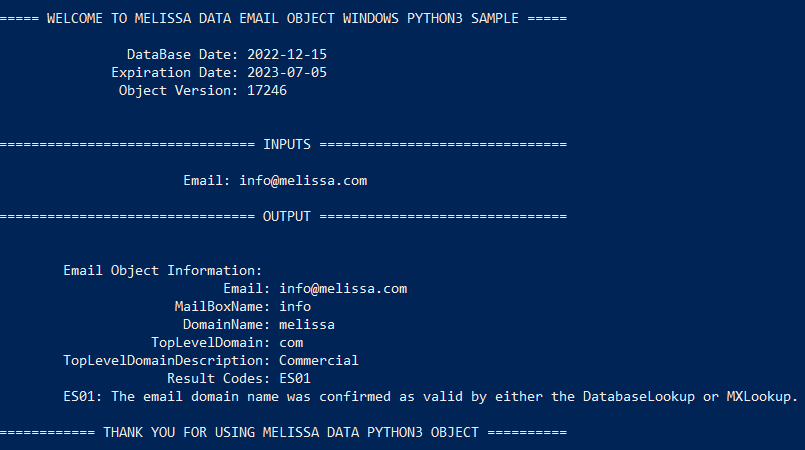 ===== WELCOME TO MELISSA DATA EMAIL OBJECT WINDOWS PYTHON3 SAMPLE =====
DataBase Date: 2022-12-15
Expiration Date: 2023-07-05
Object Version: 17246
================================ INPUTS ===============================
Email: info@melissa.com
================================ OUTPUT ===============================
Email Object Information:
Email: info@melissa.com
MailBoxName: info
DomainName: melissa
TopLevelDomain: com
TopLevelDomainDescription: Commercial
Result Codes: ES01
ES01: The email domain name was confirmed as valid by either the DatabaseLookup or MXLookup.
============ THANK YOU FOR USING MELISSA DATA PYTHON3 OBJECT ==========